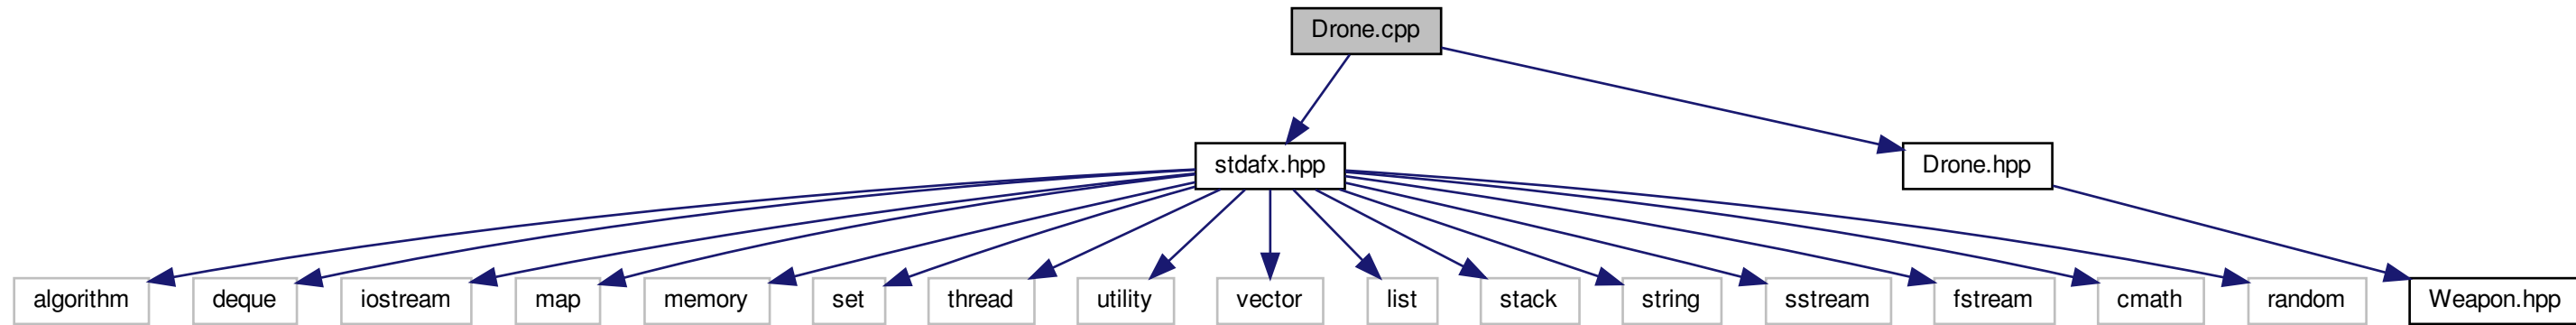 Drone.cpp
stdafx.hpp
Drone.hpp
algorithm
deque
iostream
map
memory
set
thread
utility
vector
list
stack
string
sstream
fstream
cmath
random
Weapon.hpp